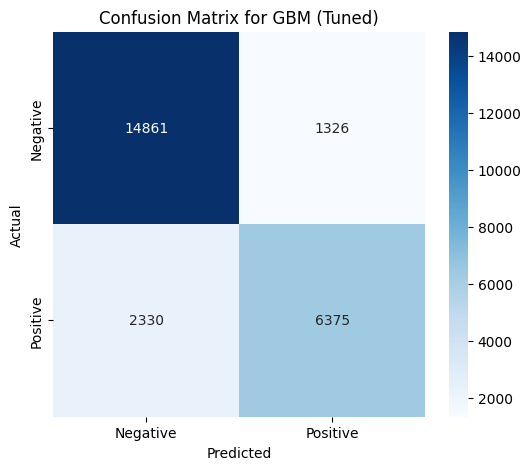 Confusion Matrix for GBM (Tuned)
Actual
Negative
14861
1326
Positive
2330
6375
Negative
Positive
Predicted
14000
12000
10000
8000
6000
4000
2000